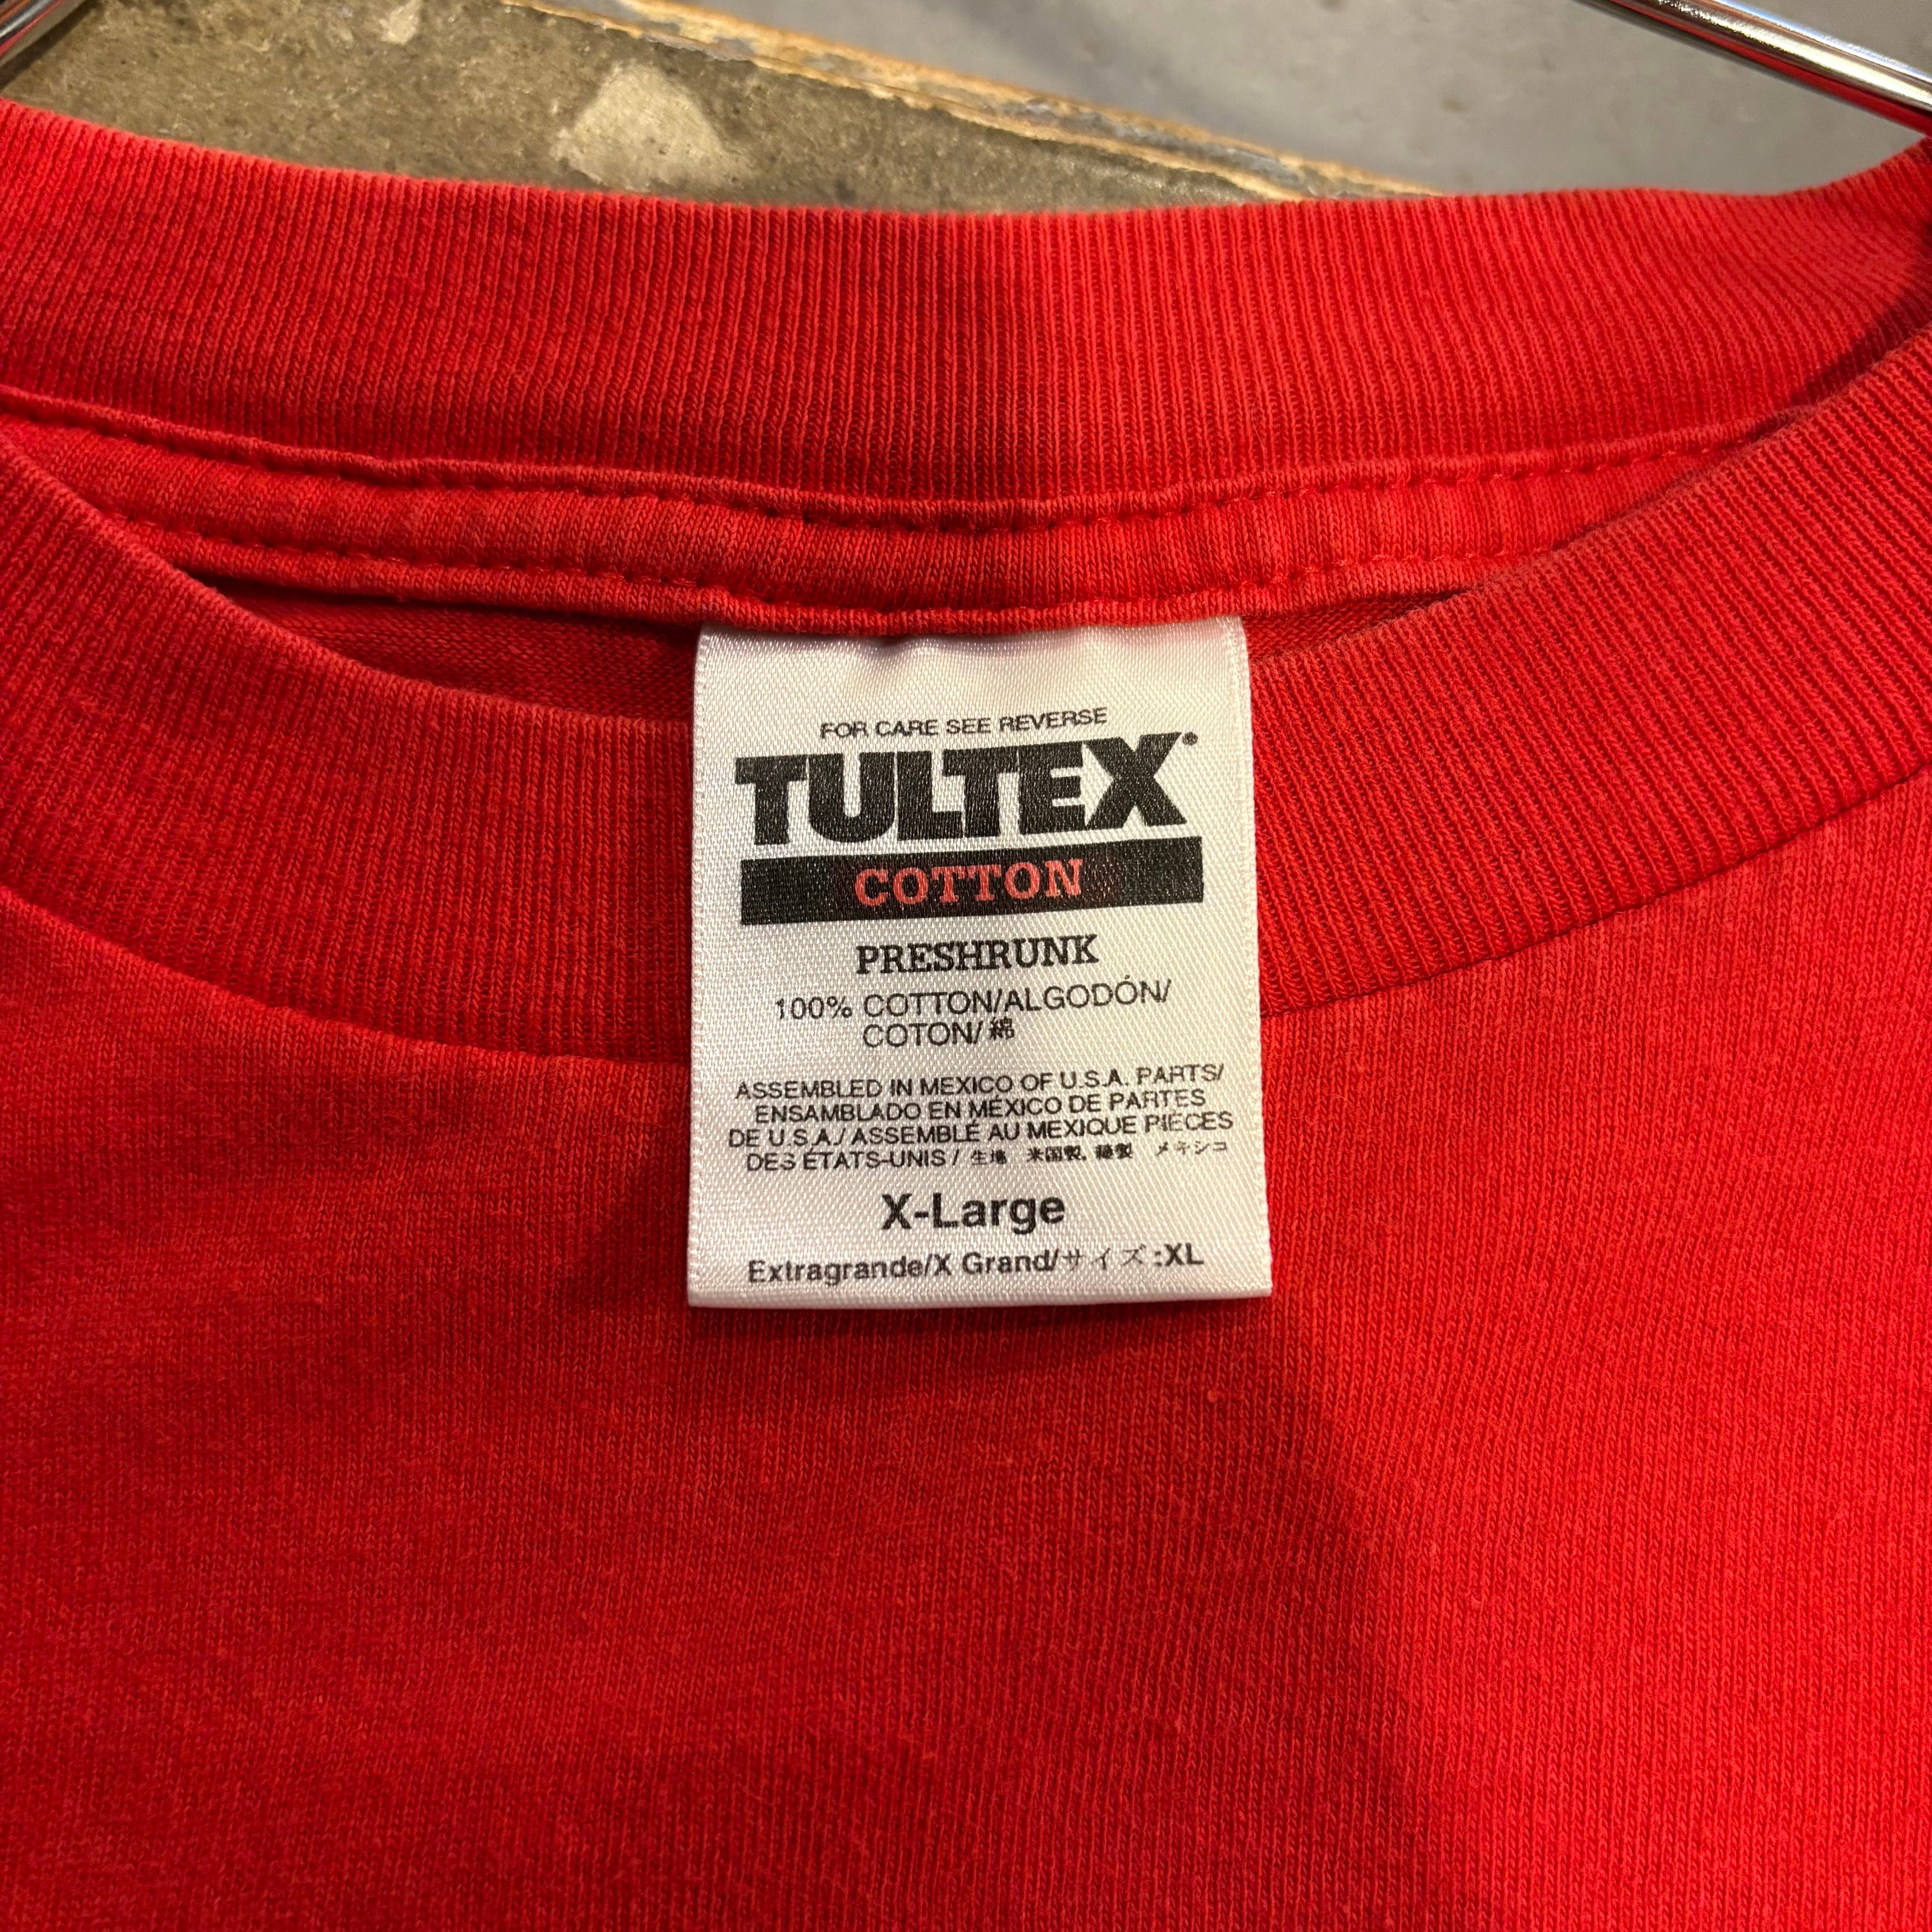 FOR CARE SEE REVERSE
TULTEX®
COTTON
PRESHRUNK
100% COTTON/ALGODÓN/
COTON/綿
ASSEMBLED IN MEXICO OF U.S.A. PARTS/
ENSAMBLADO EN MÉXICO DE PARTES
DE U.S.A./ASSEMBLÉ AU MEXIQUE PIÈCES
DES ÉTATS-UNIS / 生地 米国製, 縫製 メキシコ
X-Large
Extragrande/X Grand/サイズ:XL